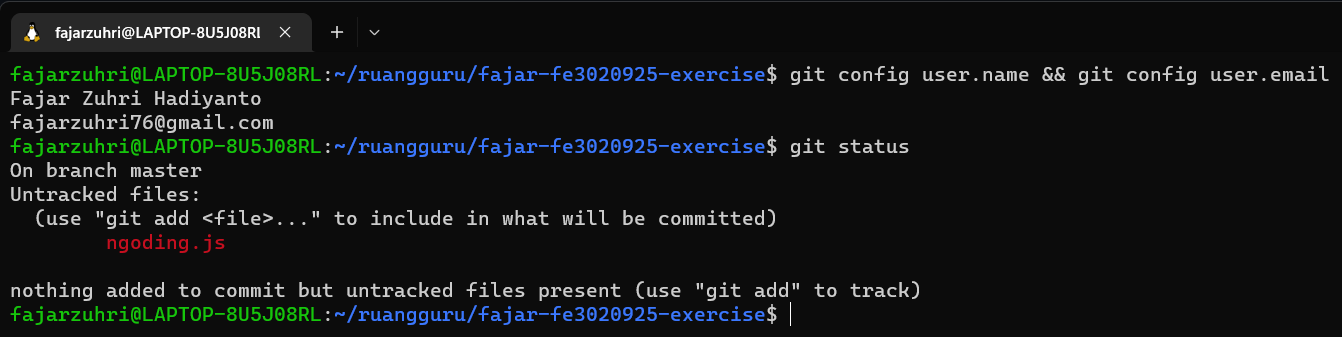 fajarzuhri@LAPTOP-8U5J08RL
fajarzuhri@LAPTOP-8U5J08RL:~/ruangguru/fajar-fe3020925-exercise$ git config user.name && git config user.email
Fajar Zuhri Hadiyanto
fajarzuhri76@gmail.com
fajarzuhri@LAPTOP-8U5J08RL:~/ruangguru/fajar-fe3020925-exercise$ git status
On branch master
Untracked files:
  (use "git add <file>..." to include in what will be committed)
        ngoding.js

nothing added to commit but untracked files present (use "git add" to track)
fajarzuhri@LAPTOP-8U5J08RL:~/ruangguru/fajar-fe3020925-exercise$